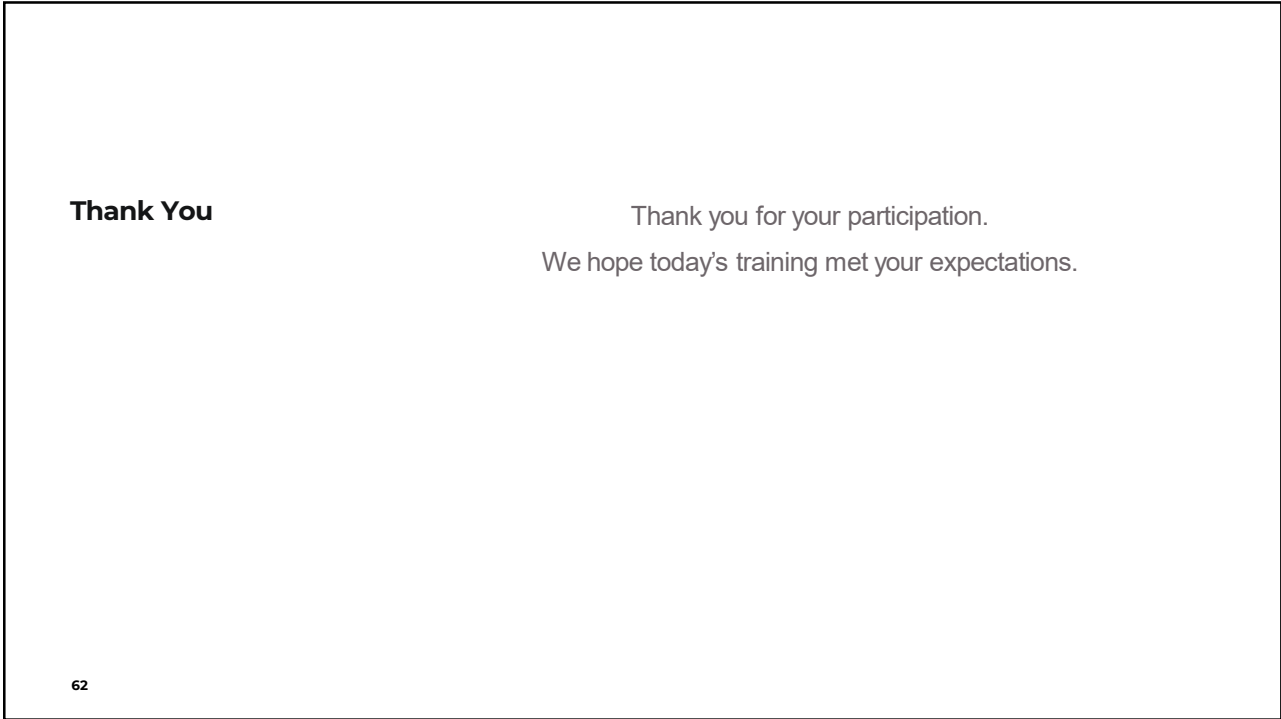 Thank You
Thank you for your participation.
We hope today’s training met your expectations.
62